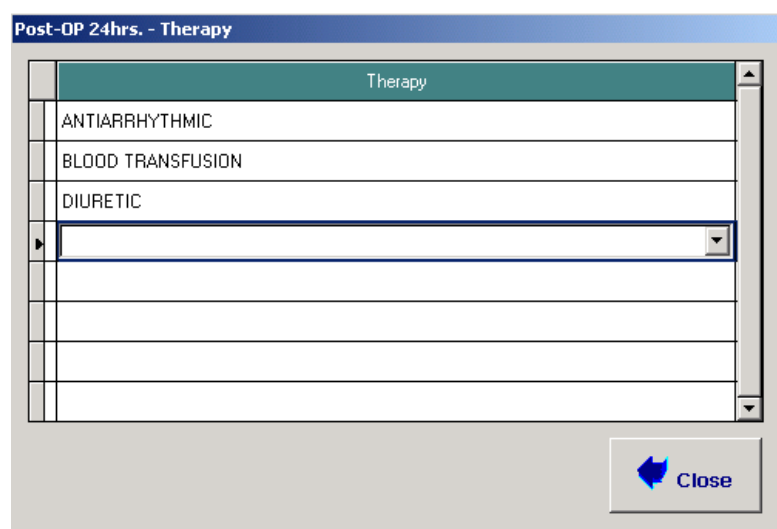 Post-OP 24hrs. - Therapy
Therapy
ANTIARRHYTHMIC
BLOOD TRANSFUSION
DIURETIC
Close